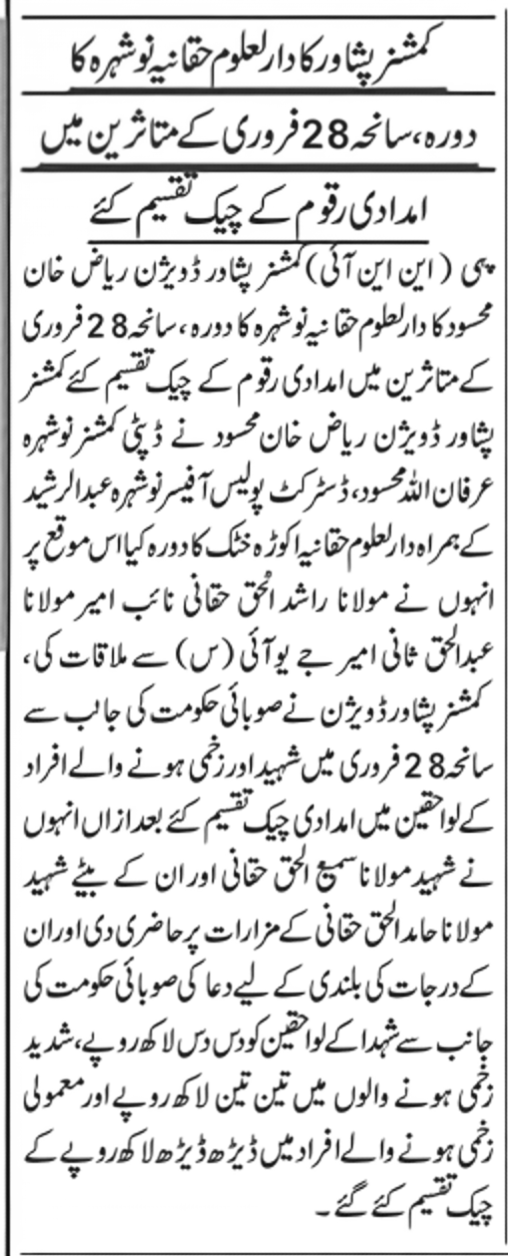 کمشنر پشاور کا دارلعلوم حقانیہ نوشہرہ کا
دورہ، سانحہ 28 فروری کے متاثرین میں
امدادی رقوم کے چیک تقسیم کئے
پبی (این این آئی) کمشنر پشاور ڈویژن ریاض خان
محسود کا دارلعلوم حقانیہ نوشہرہ کا دورہ، سانحہ 28 فروری
کے متاثرین میں امدادی رقوم کے چیک تقسیم کئے کمشنر
پشاور ڈویژن ریاض خان محسود نے ڈپٹی کمشنر نوشہرہ
عرفان اللہ محسود، ڈسٹرکٹ پولیس آفیسر نوشہرہ عبدالرشید
کے ہمراہ دارلعلوم حقانیہ اکوڑہ خٹک کا دورہ کیا اس موقع پر
انہوں نے مولانا راشد الحق حقانی نائب امیر مولانا
عبدالحق ثانی امیر جے یو آئی (س) سے ملاقات کی،
کمشنر پشاور ڈویژن نے صوبائی حکومت کی جانب سے
سانحہ 28 فروری میں شہید اور زخمی ہونے والے افراد
کے لواحقین میں امدادی چیک تقسیم کئے بعد ازاں انہوں
نے شہید مولانا سمیع الحق حقانی اور ان کے بیٹے شہید
مولانا حامد الحق حقانی کے مزارات پر حاضری دی اور ان
کے درجات کی بلندی کے لیے دعا کی صوبائی حکومت کی
جانب سے شہدا کے لواحقین کو دس دس لاکھ روپے، شدید
زخمی ہونے والوں میں تین تین لاکھ روپے اور معمولی
زخمی ہونے والے افراد میں ڈیڑھ ڈیڑھ لاکھ روپے کے
چیک تقسیم کئے گئے۔